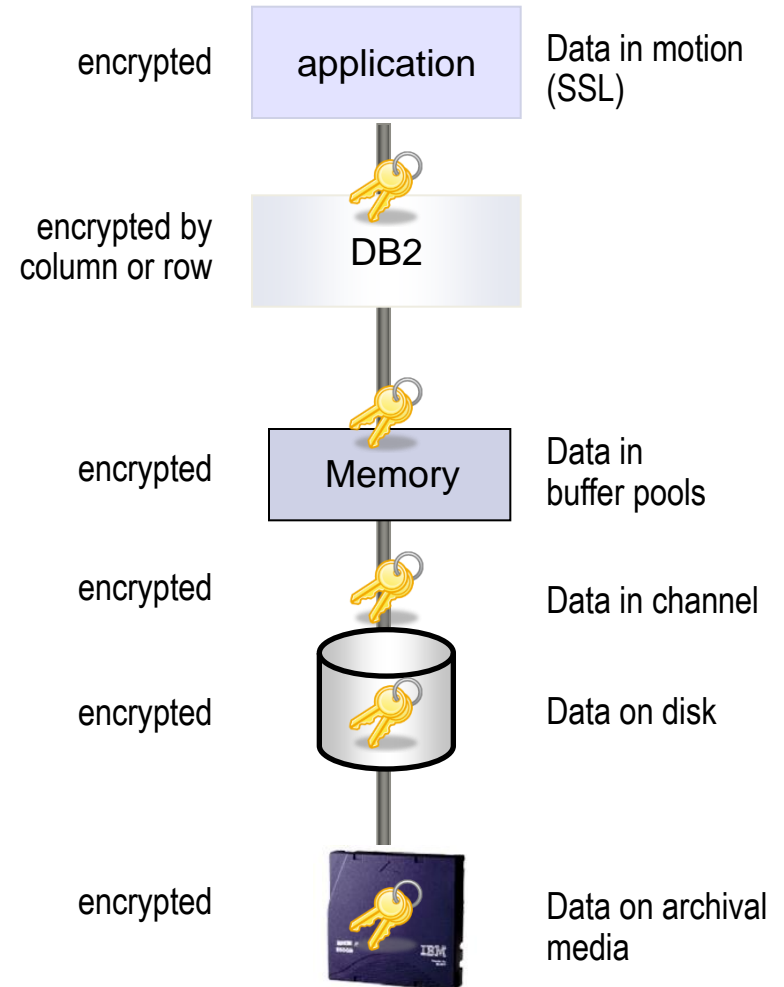 encrypted
application
Data in motion
(SSL)
encrypted by
column or row
DB2
encrypted
Memory
Data in
buffer pools
encrypted
Data in channel
encrypted
Data on disk
encrypted
IBM
Data on archival
media